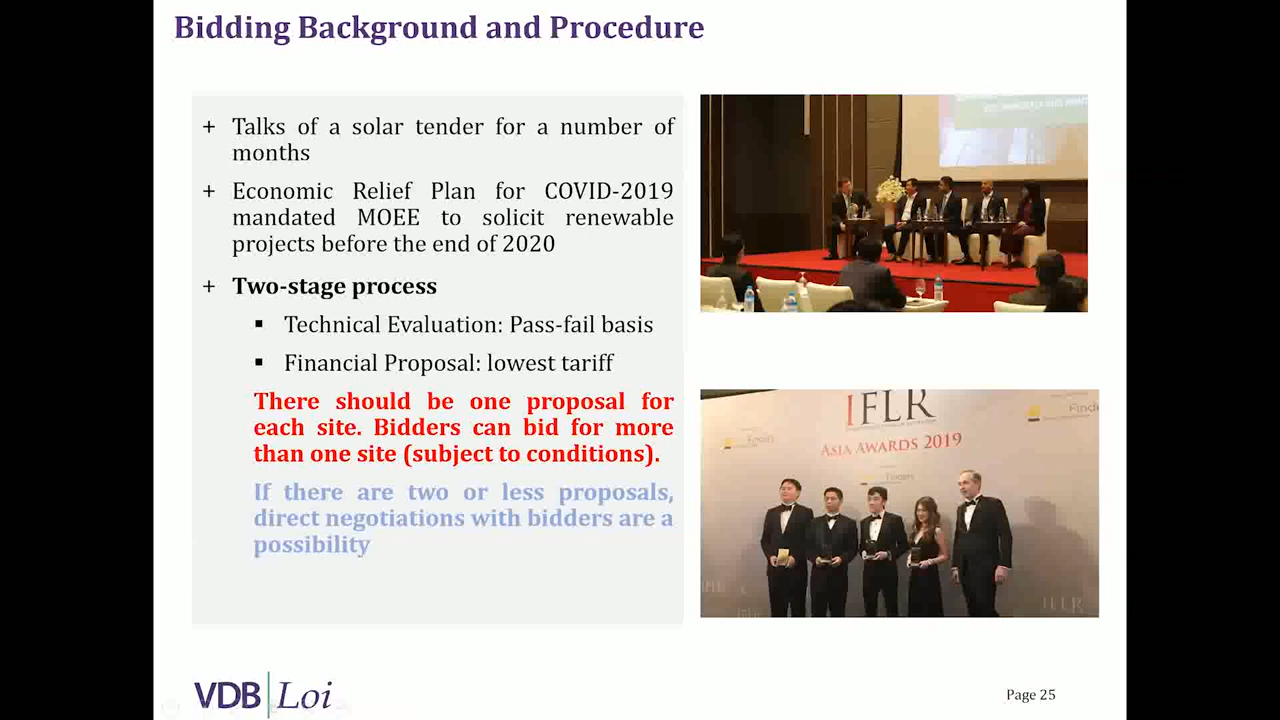 Bidding Background and Procedure
+ Talks of a solar tender for a number of
months
+ Economic Relief Plan for COVID-2019
mandated MOEE to solicit renewable
projects before the end of 2020
+ Two-stage process
▪ Technical Evaluation: Pass-fail basis
▪ Financial Proposal: lowest tariff
There should be one proposal for
each site. Bidders can bid for more
than one site (subject to conditions).
If there are two or less proposals,
direct negotiations with bidders are a
possibility
IFLR
ASIA AWARDS 2019
VDB Loi
Page 25